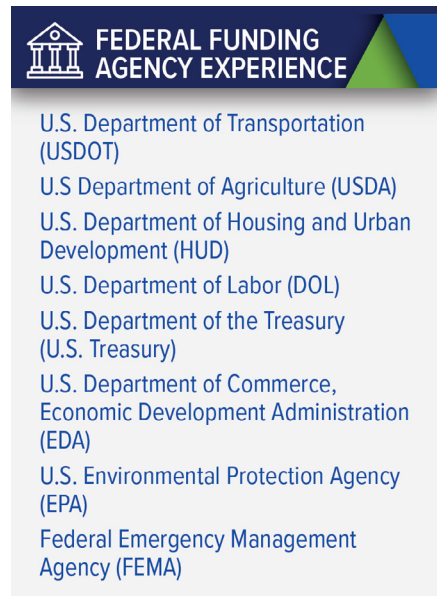 FEDERAL FUNDING
AGENCY EXPERIENCE
U.S. Department of Transportation
(USDOT)
U.S Department of Agriculture (USDA)
U.S. Department of Housing and Urban
Development (HUD)
U.S. Department of Labor (DOL)
U.S. Department of the Treasury
(U.S. Treasury)
U.S. Department of Commerce,
Economic Development Administration
(EDA)
U.S. Environmental Protection Agency
(EPA)
Federal Emergency Management
Agency (FEMA)